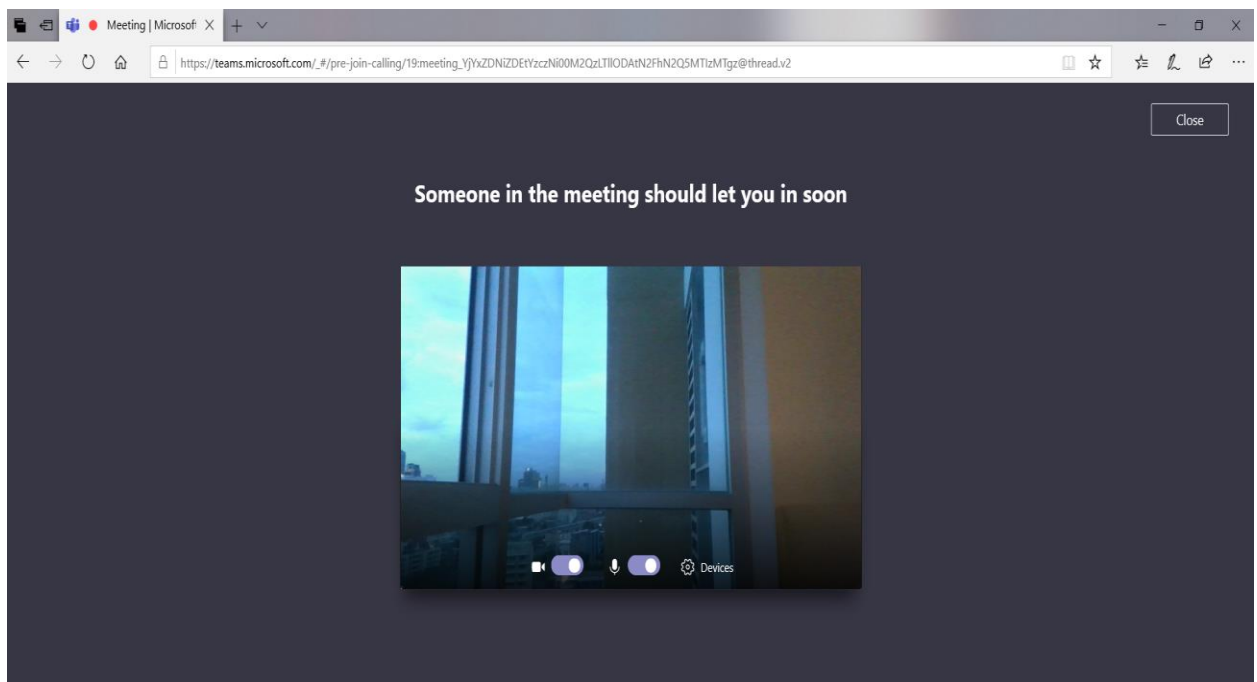 Meeting | Microsof
https://teams.microsoft.com/_#/pre-join-calling/19:meeting_YjYxZDNiZDEtYzczNi00M2QzLTllODAtN2FhN2Q5MTIzMTgz@thread.v2
Close
Someone in the meeting should let you in soon
Devices